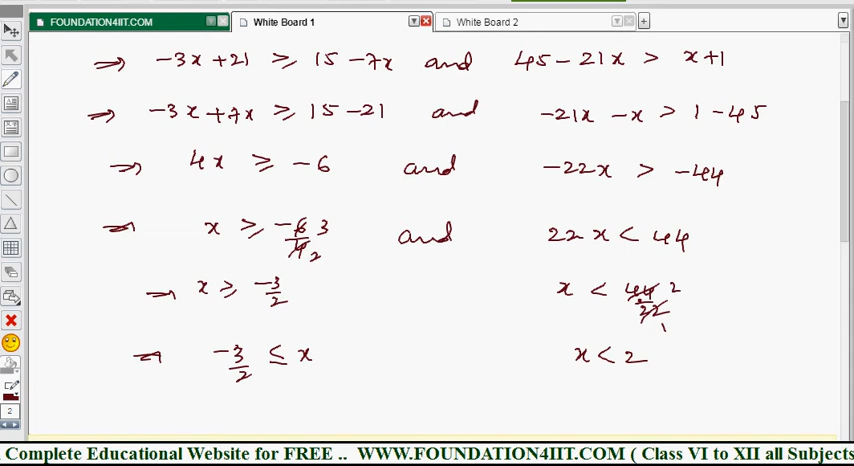 FOUNDATION4IIT.COM White Board 1 White Board 2
⇒ -3x + 21 ≥ 15 - 7x and 45 - 21x > x + 1
⇒ -3x + 7x ≥ 15 - 21 and -21x - x > 1 - 45
⇒ 4x ≥ -6 and -22x > -44
⇒ x ≥ -6/4 3 2 and 22x < 44
⇒ x ≥ -3/2 x < 44/22 2 1
⇒ -3/2 ≤ x x < 2
2
Complete Educational Website for FREE .. WWW.FOUNDATION4IIT.COM ( Class VI to XII all Subjects